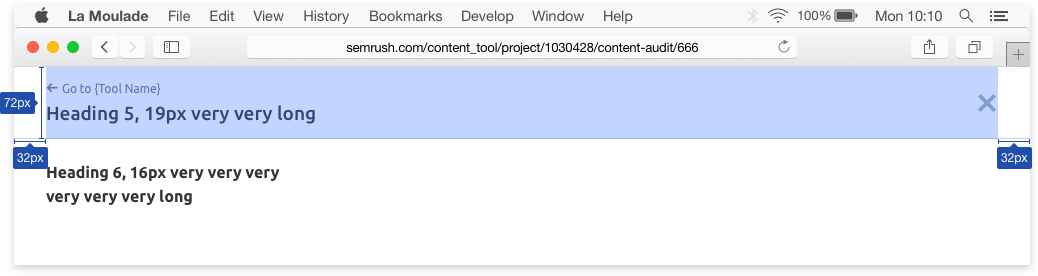 La Moulade File Edit View History Bookmarks Develop Window Help 100% Mon 10:10
semrush.com/content_tool/project/1030428/content-audit/666
Go to {Tool Name}
72px
Heading 5, 19px very very long
32px
32px
Heading 6, 16px very very very
very very very long